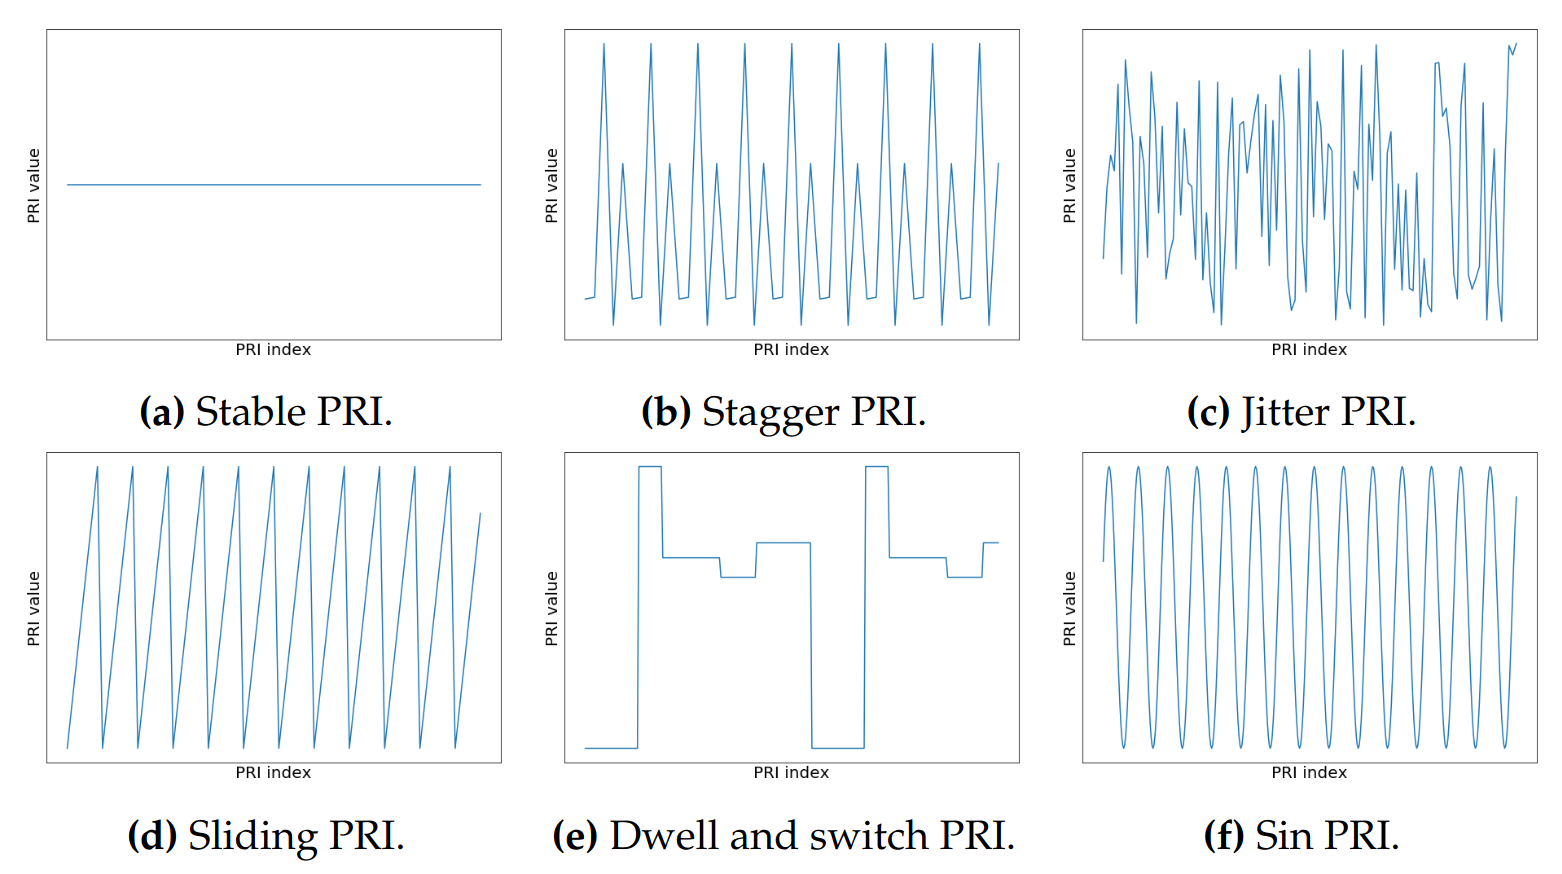 PRI value
PRI index
(a) Stable PRI.
PRI value
PRI index
(b) Stagger PRI.
PRI value
PRI index
(c) Jitter PRI.
PRI value
PRI index
(d) Sliding PRI.
PRI value
PRI index
(e) Dwell and switch PRI.
PRI value
PRI index
(f) Sin PRI.